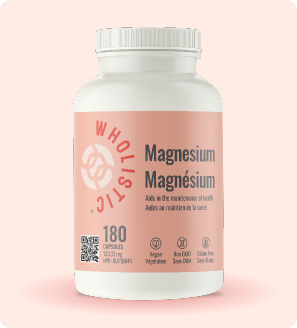 WHOLISTIC
Magnesium
Magnésium
Aids in the maintenance of health
Aides au maintien de la santé
180
CAPSULES
Vegan
Végétalien
Non GMO
Sans OGM
Gluten Free
Sans Gluten